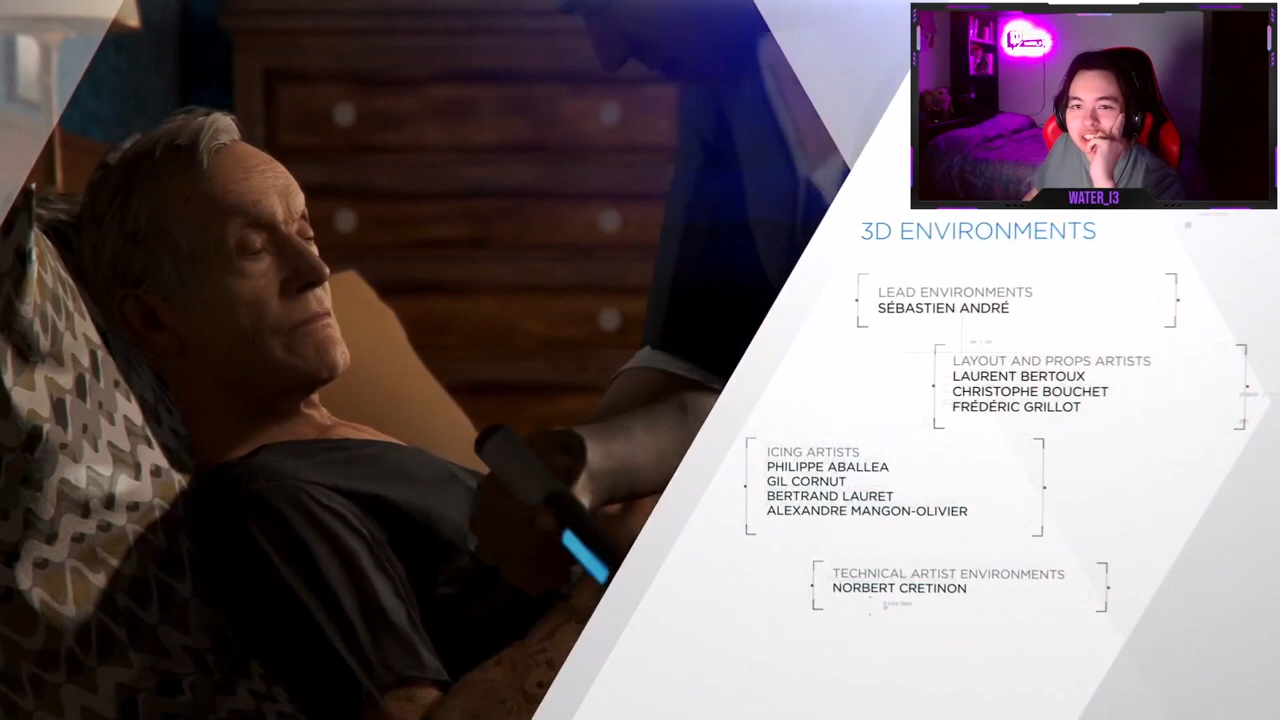 WATER_I3
3D ENVIRONMENTS
LEAD ENVIRONMENTS
SÉBASTIEN ANDRÉ
LAYOUT AND PROPS ARTISTS
LAURENT BERTOUX
CHRISTOPHE BOUCHET
FRÉDÉRIC GRILLOT
ICING ARTISTS
PHILIPPE ABALLEA
GIL CORNUT
BERTRAND LAURET
ALEXANDRE MANGON-OLIVIER
TECHNICAL ARTIST ENVIRONMENTS
NORBERT CRETINON